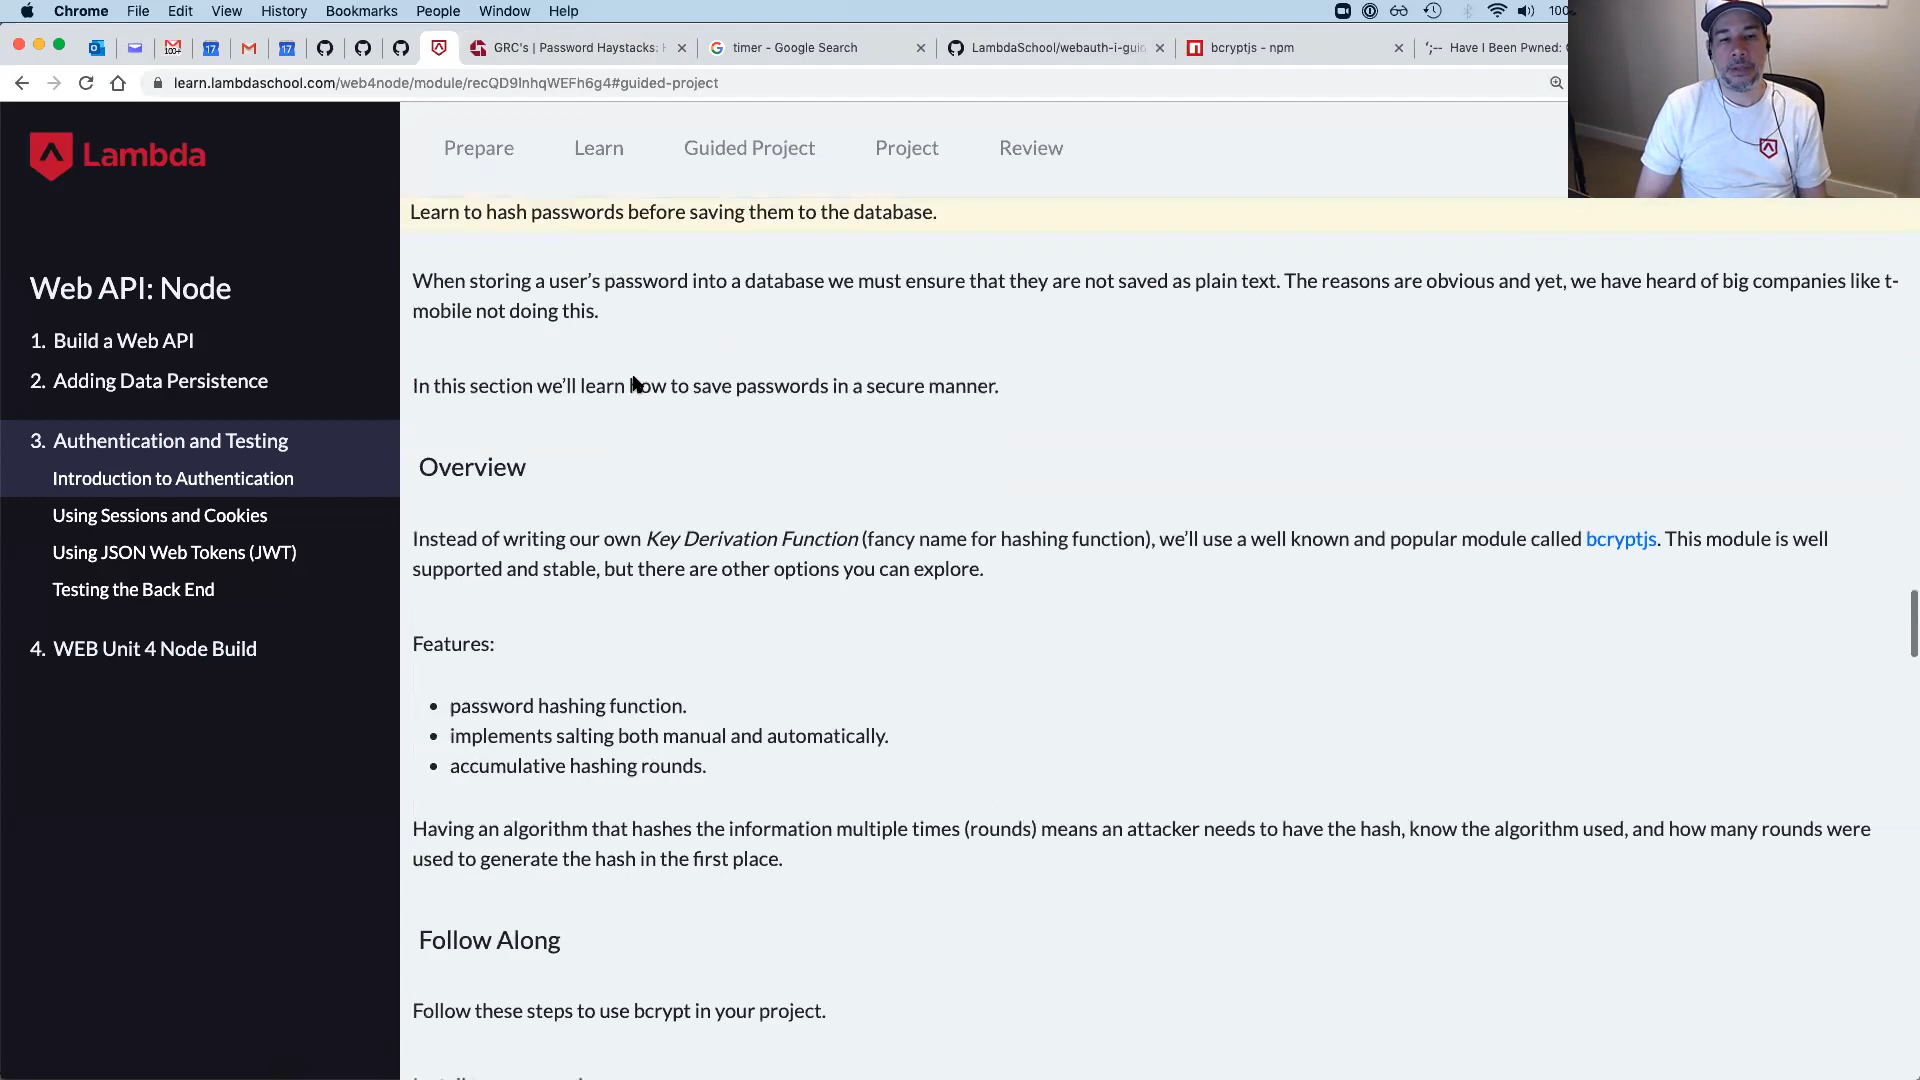 Chrome File Edit View History Bookmarks People Window Help
GRC's | Password Haystacks: timer - Google Search LambdaSchool/webauth-i-gui bcryptjs - npm Have I Been Pwned:
learn.lambdaschool.com/web4node/module/recQD9InhqWEFh6g4#guided-project
Lambda
Prepare Learn Guided Project Project Review
Web API: Node
1. Build a Web API
2. Adding Data Persistence
3. Authentication and Testing
Introduction to Authentication
Using Sessions and Cookies
Using JSON Web Tokens (JWT)
Testing the Back End
4. WEB Unit 4 Node Build
Learn to hash passwords before saving them to the database.
When storing a user's password into a database we must ensure that they are not saved as plain text. The reasons are obvious and yet, we have heard of big companies like t-
mobile not doing this.
In this section we'll learn how to save passwords in a secure manner.
Overview
Instead of writing our own Key Derivation Function (fancy name for hashing function), we'll use a well known and popular module called bcryptjs. This module is well
supported and stable, but there are other options you can explore.
Features:
• password hashing function.
• implements salting both manual and automatically.
• accumulative hashing rounds.
Having an algorithm that hashes the information multiple times (rounds) means an attacker needs to have the hash, know the algorithm used, and how many rounds were
used to generate the hash in the first place.
Follow Along
Follow these steps to use bcrypt in your project.